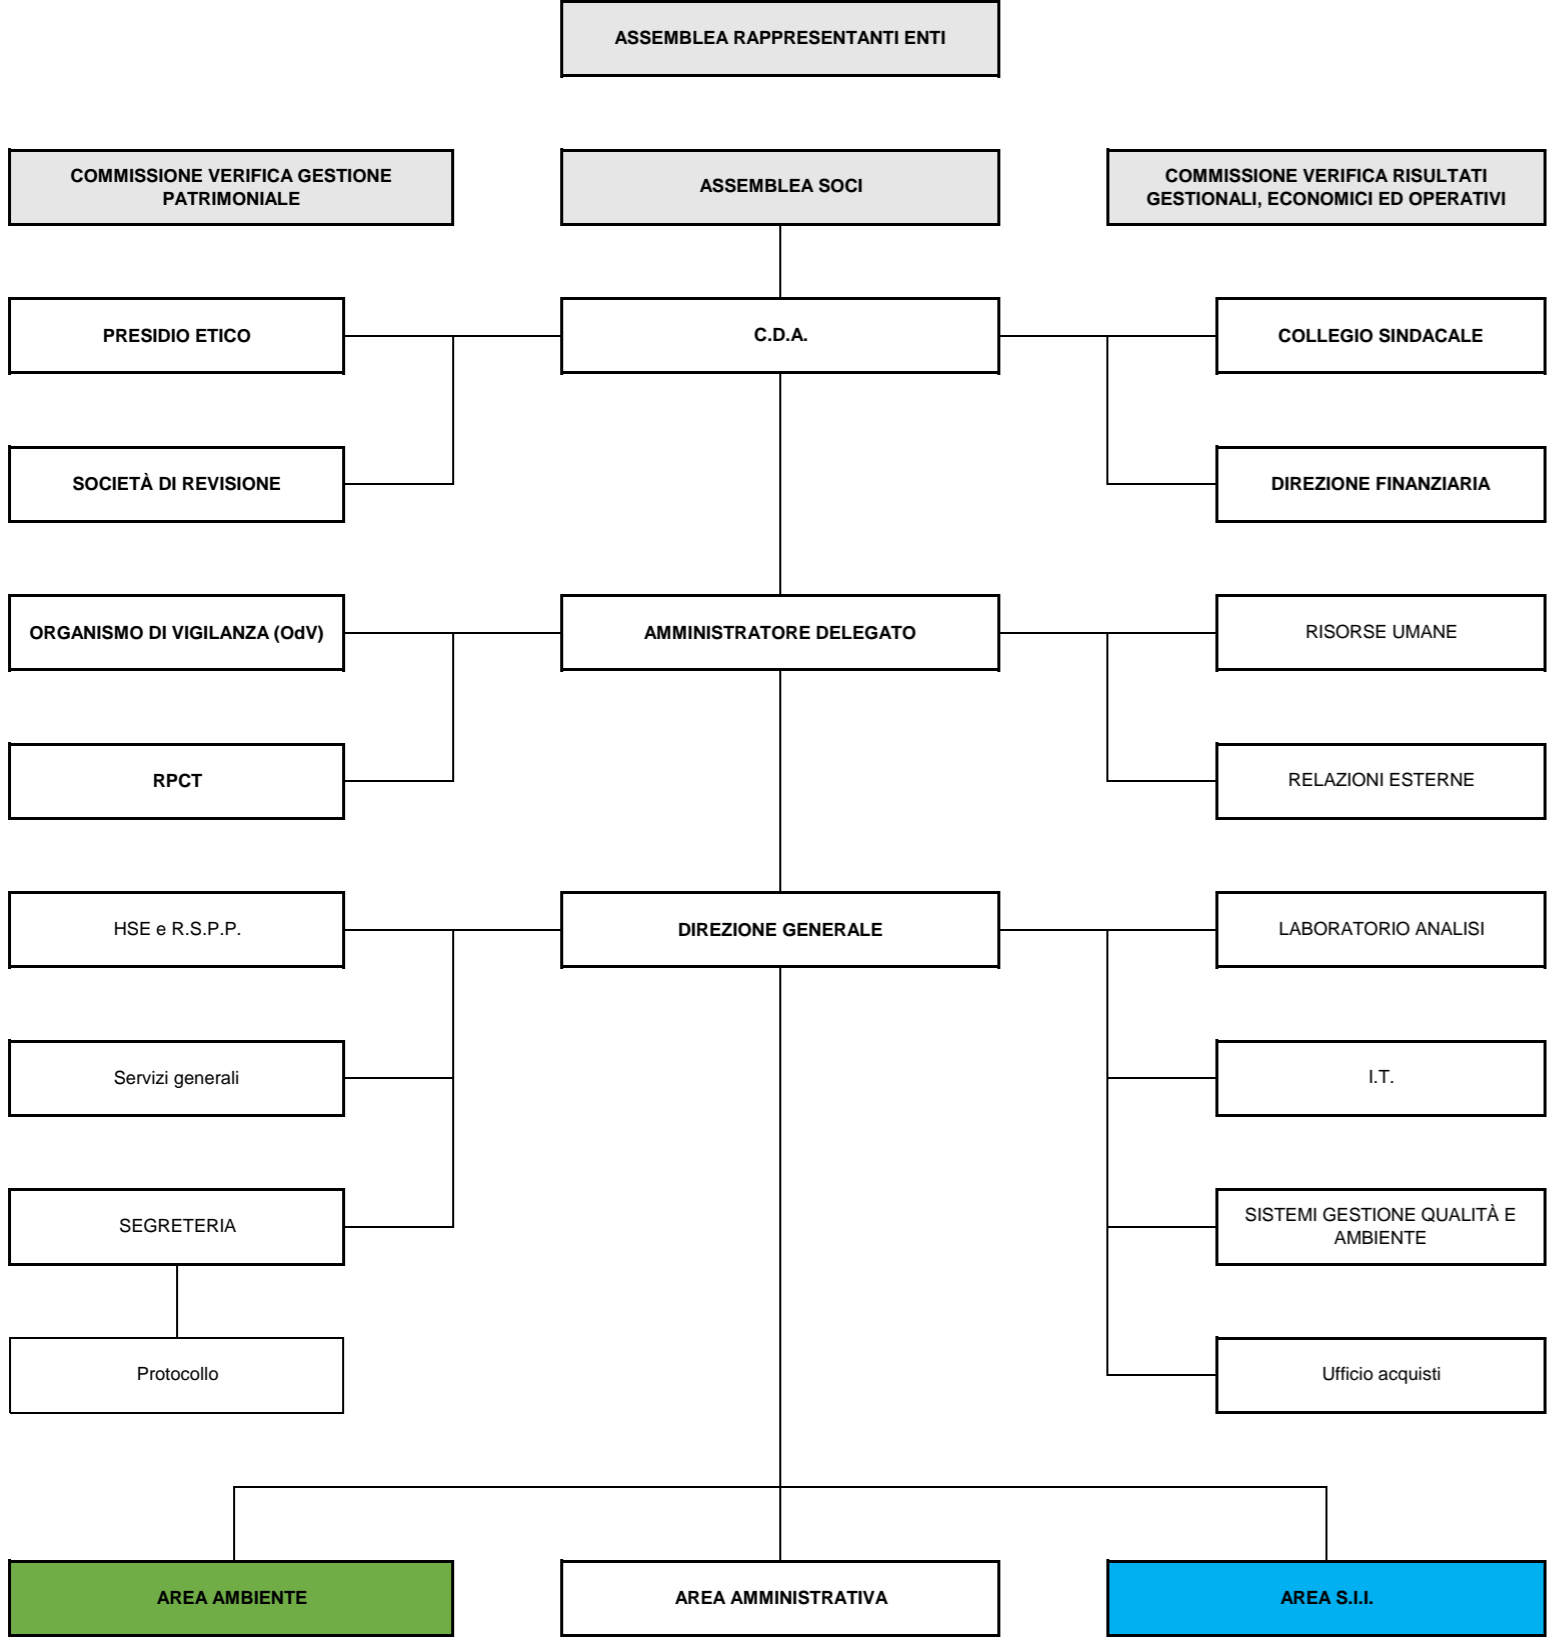 ASSEMBLEA RAPPRESENTANTI ENTI
COMMISSIONE VERIFICA GESTIONE
PATRIMONIALE
ASSEMBLEA SOCI
COMMISSIONE VERIFICA RISULTATI
GESTIONALI, ECONOMICI ED OPERATIVI
PRESIDIO ETICO
C.D.A.
COLLEGIO SINDACALE
SOCIETÀ DI REVISIONE
DIREZIONE FINANZIARIA
ORGANISMO DI VIGILANZA (OdV)
AMMINISTRATORE DELEGATO
RISORSE UMANE
RPCT
RELAZIONI ESTERNE
HSE e R.S.P.P.
DIREZIONE GENERALE
LABORATORIO ANALISI
Servizi generali
I.T.
SEGRETERIA
SISTEMI GESTIONE QUALITÀ E
AMBIENTE
Protocollo
Ufficio acquisti
AREA AMBIENTE
AREA AMMINISTRATIVA
AREA S.I.I.